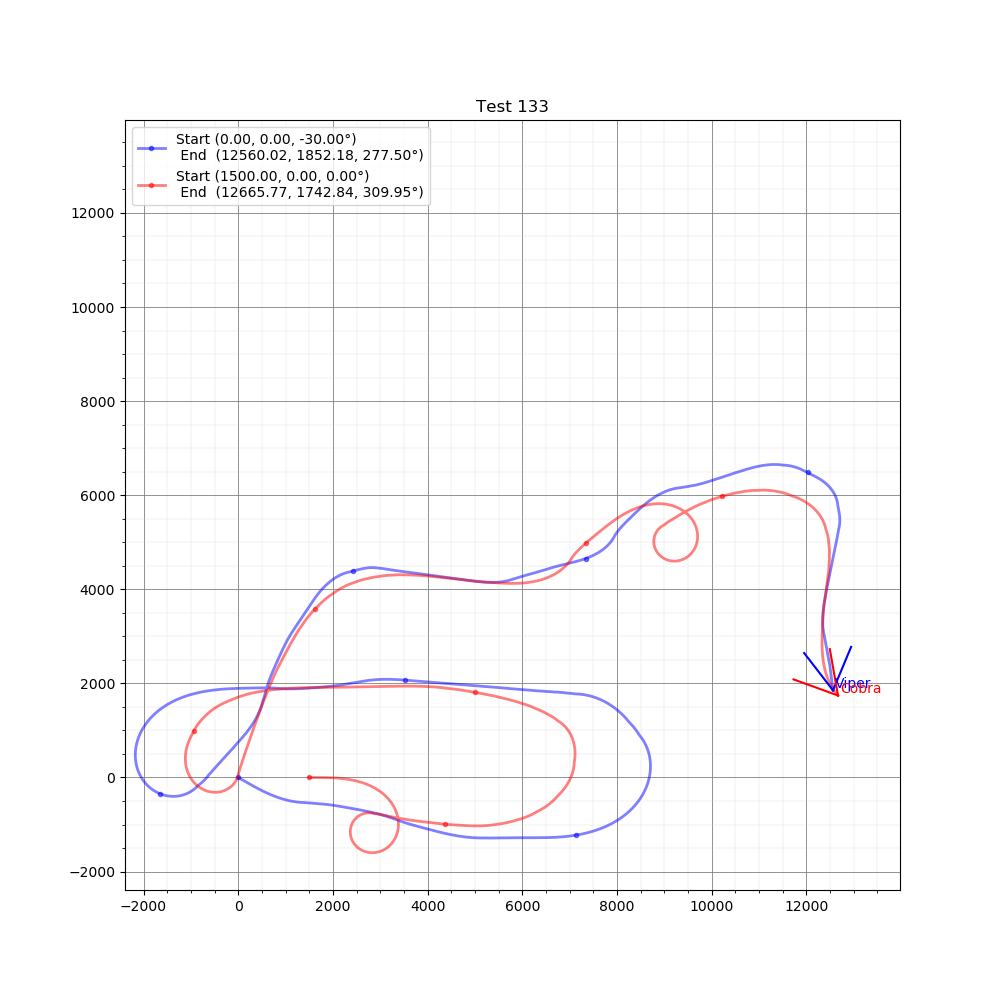 Test 133
Start (0.00, 0.00, -30.00°)
End (12560.02, 1852.18, 277.50°)
Start (1500.00, 0.00, 0.00°)
End (12665.77, 1742.84, 309.95°)
12000
10000
8000
6000
4000
2000
0
−2000
Viper
Cobra
−2000 0 2000 4000 6000 8000 10000 12000